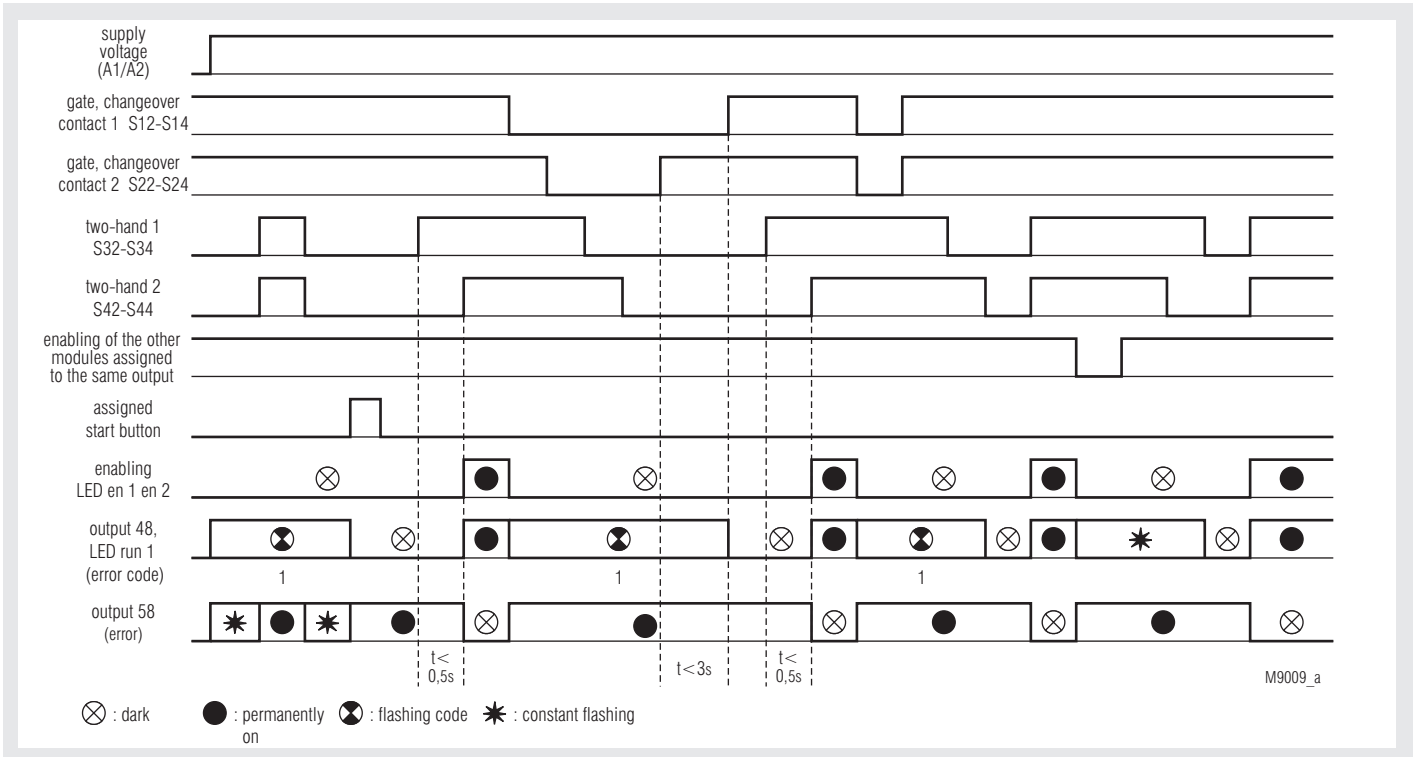 supply
voltage
(A1/A2)
gate, changeover
contact 1 S12-S14
gate, changeover
contact 2 S22-S24
two-hand 1
S32-S34
two-hand 2
S42-S44
enabling of the other
modules assigned
to the same output
assigned
start button
enabling
LED en 1 en 2
output 48,
LED run 1
(error code)
1
1
1
output 58
(error)
t<
0,5s
t<3s
t<
0,5s
M9009_a
: dark
: permanently
on
: flashing code
: constant flashing